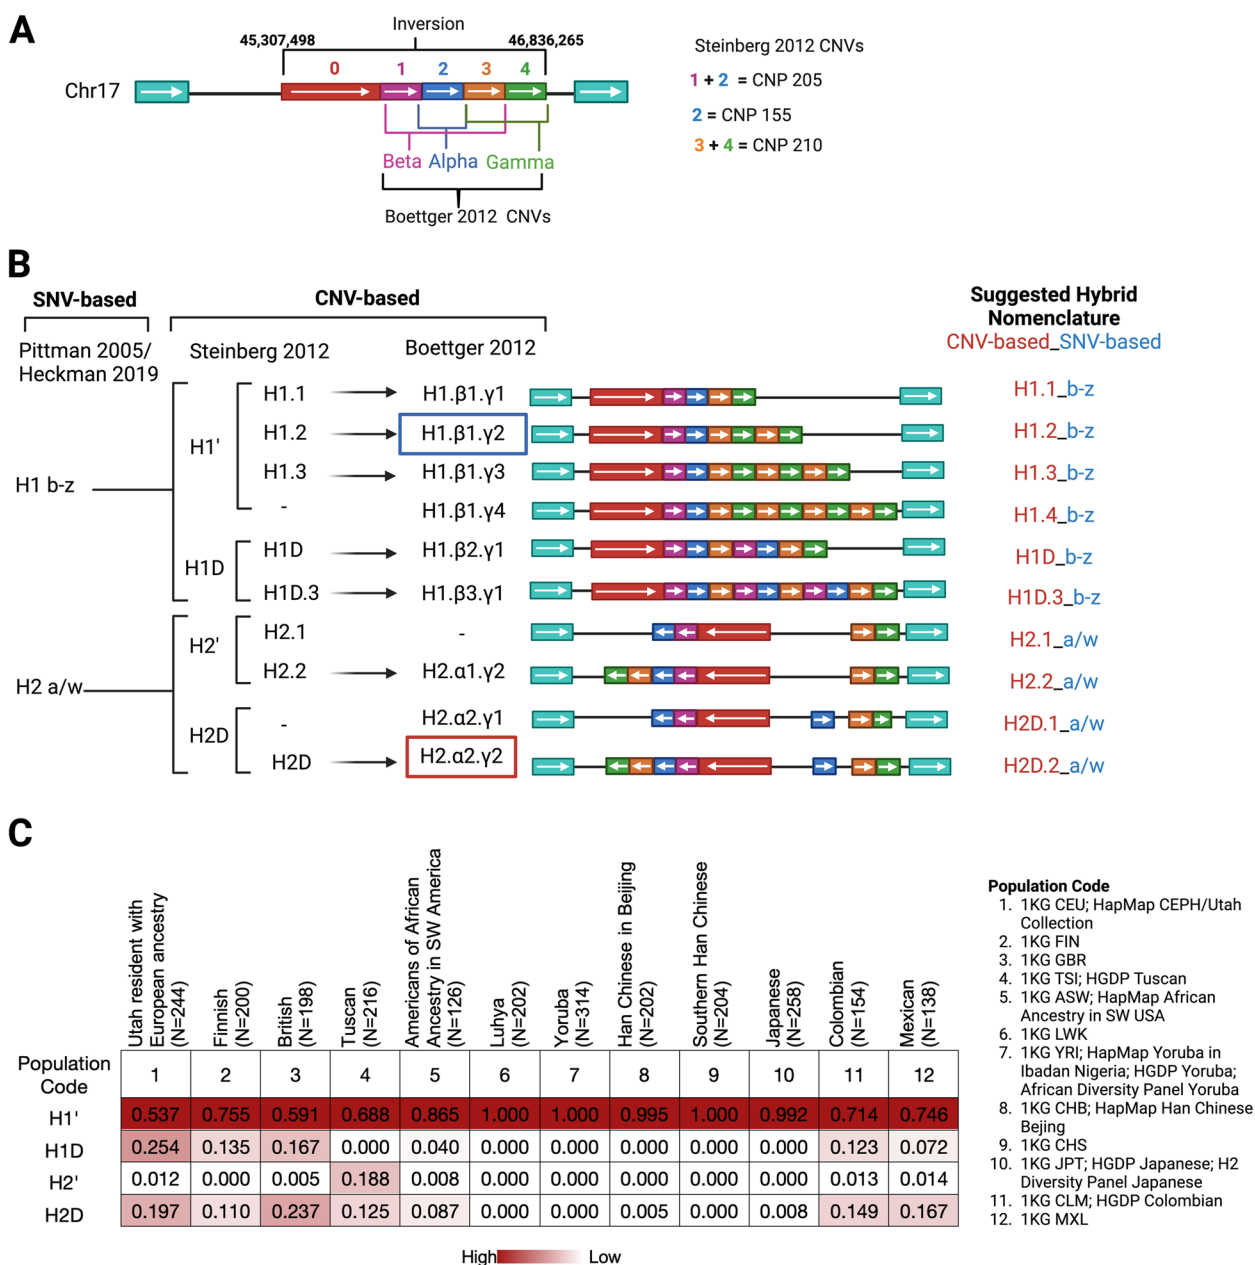 A
Inversion
45,307,498
46,836,265
0 1 2 3 4
Chr17
Beta Alpha Gamma
Boettger 2012 CNVs
Steinberg 2012 CNVs
1 + 2 = CNP 205
2 = CNP 155
3 + 4 = CNP 210
B
SNV-based
CNV-based
Suggested Hybrid
Nomenclature
CNV-based_SNV-based
Pittman 2005/
Heckman 2019
Steinberg 2012
Boettger 2012
H1 b-z
H1'
H1.1
H1.β1.γ1
H1.1_b-z
H1.2
H1.β1.γ2
H1.2_b-z
H1.3
H1.β1.γ3
H1.3_b-z
-
H1.β1.γ4
H1.4_b-z
H1D
H1D
H1.β2.γ1
H1D_b-z
H1D.3
H1.β3.γ1
H1D.3_b-z
H2 a/w
H2'
H2.1
-
H2.1_a/w
H2.2
H2.α1.γ2
H2.2_a/w
H2D
-
H2.α2.γ1
H2D.1_a/w
H2D
H2.α2.γ2
H2D.2_a/w
C
Utah resident with
European ancestry
(N=244)
Finnish
(N=200)
British
(N=198)
Tuscan
(N=216)
Americans of African
Ancestry in SW America
(N=126)
Luhya
(N=202)
Yoruba
(N=314)
Han Chinese in Beijing
(N=202)
Southern Han Chinese
(N=204)
Japanese
(N=258)
Colombian
(N=154)
Mexican
(N=138)
Population
Code
1 2 3 4 5 6 7 8 9 10 11 12
H1' 0.537 0.755 0.591 0.688 0.865 1.000 1.000 0.995 1.000 0.992 0.714 0.746
H1D 0.254 0.135 0.167 0.000 0.040 0.000 0.000 0.000 0.000 0.000 0.123 0.072
H2' 0.012 0.000 0.005 0.188 0.008 0.000 0.000 0.000 0.000 0.000 0.013 0.014
H2D 0.197 0.110 0.237 0.125 0.087 0.000 0.000 0.005 0.000 0.008 0.149 0.167
High Low
Population Code
1. 1KG CEU; HapMap CEPH/Utah
Collection
2. 1KG FIN
3. 1KG GBR
4. 1KG TSI; HGDP Tuscan
5. 1KG ASW; HapMap African
Ancestry in SW USA
6. 1KG LWK
7. 1KG YRI; HapMap Yoruba in
Ibadan Nigeria; HGDP Yoruba;
African Diversity Panel Yoruba
8. 1KG CHB; HapMap Han Chinese
Bejing
9. 1KG CHS
10. 1KG JPT; HGDP Japanese; H2
Diversity Panel Japanese
11. 1KG CLM; HGDP Colombian
12. 1KG MXL